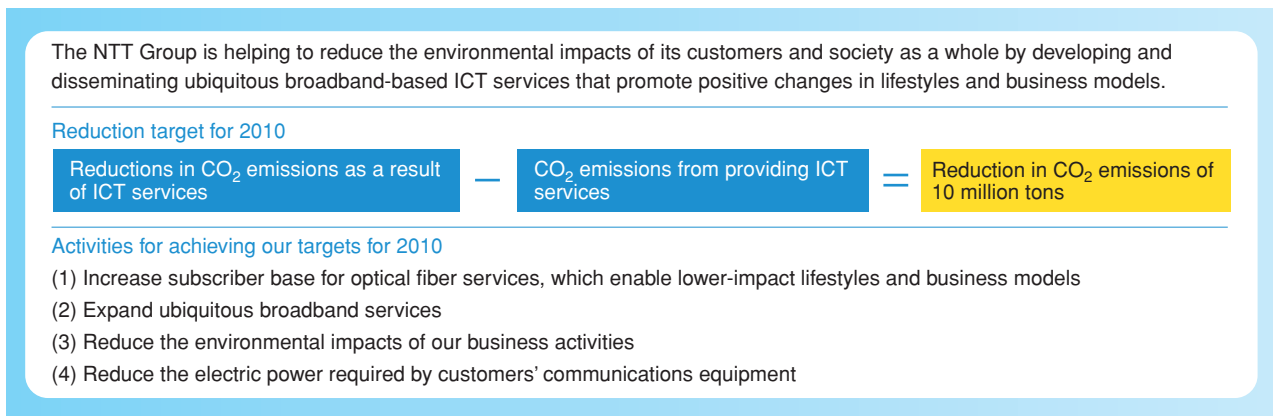 The NTT Group is helping to reduce the environmental impacts of its customers and society as a whole by developing and
disseminating ubiquitous broadband-based ICT services that promote positive changes in lifestyles and business models.
Reduction target for 2010
Reductions in CO₂ emissions as a result
of ICT services
−
CO₂ emissions from providing ICT
services
=
Reduction in CO₂ emissions of
10 million tons
Activities for achieving our targets for 2010
(1) Increase subscriber base for optical fiber services, which enable lower-impact lifestyles and business models
(2) Expand ubiquitous broadband services
(3) Reduce the environmental impacts of our business activities
(4) Reduce the electric power required by customers’ communications equipment